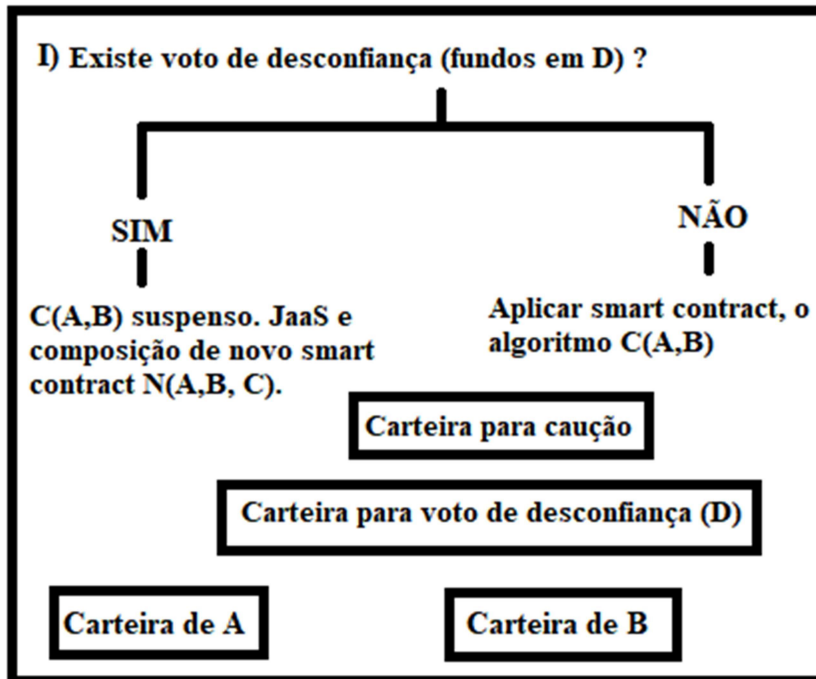 I) Existe voto de desconfiança (fundos em D) ?
SIM
NÃO
C(A,B) suspenso. JaaS e
composição de novo smart
contract N(A,B, C).
Aplicar smart contract, o
algoritmo C(A,B)
Carteira para caução
Carteira para voto de desconfiança (D)
Carteira de A
Carteira de B